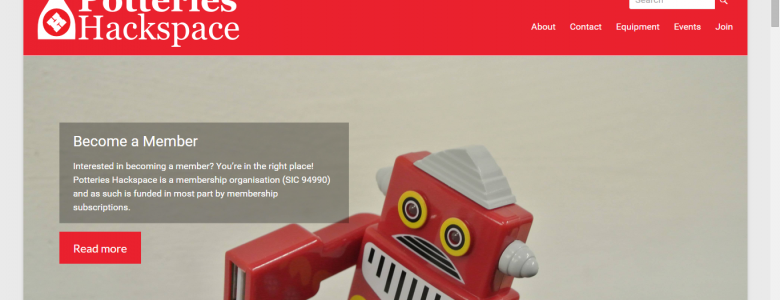 Potteries
Hackspace
Search
About Contact Equipment Events Join
Become a Member
Interested in becoming a member? You're in the right place!
Potteries Hackspace is a membership organisation (SIC 94990)
and as such is funded in most part by membership
subscriptions.
Read more